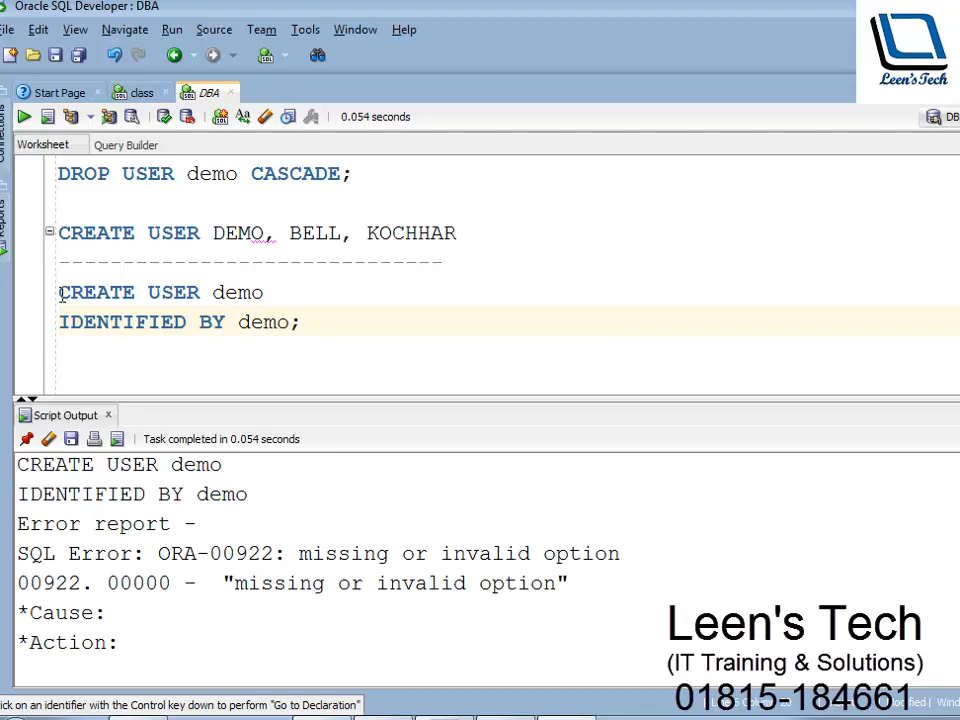 Oracle SQL Developer : DBA
File Edit View Navigate Run Source Team Tools Window Help
Leen'sTech
Start Page class DBA
Connections
0.054 seconds
Worksheet Query Builder
Reports
DROP USER demo CASCADE;
CREATE USER DEMO, BELL, KOCHHAR
------------------------------
CREATE USER demo
IDENTIFIED BY demo;
Script Output
Task completed in 0.054 seconds
CREATE USER demo
IDENTIFIED BY demo
Error report -
SQL Error: ORA-00922: missing or invalid option
00922. 00000 - "missing or invalid option"
*Cause:
*Action:
Leen's Tech
(IT Training & Solutions)
01815-184661
ick on an identifier with the Control key down to perform "Go to Declaration"